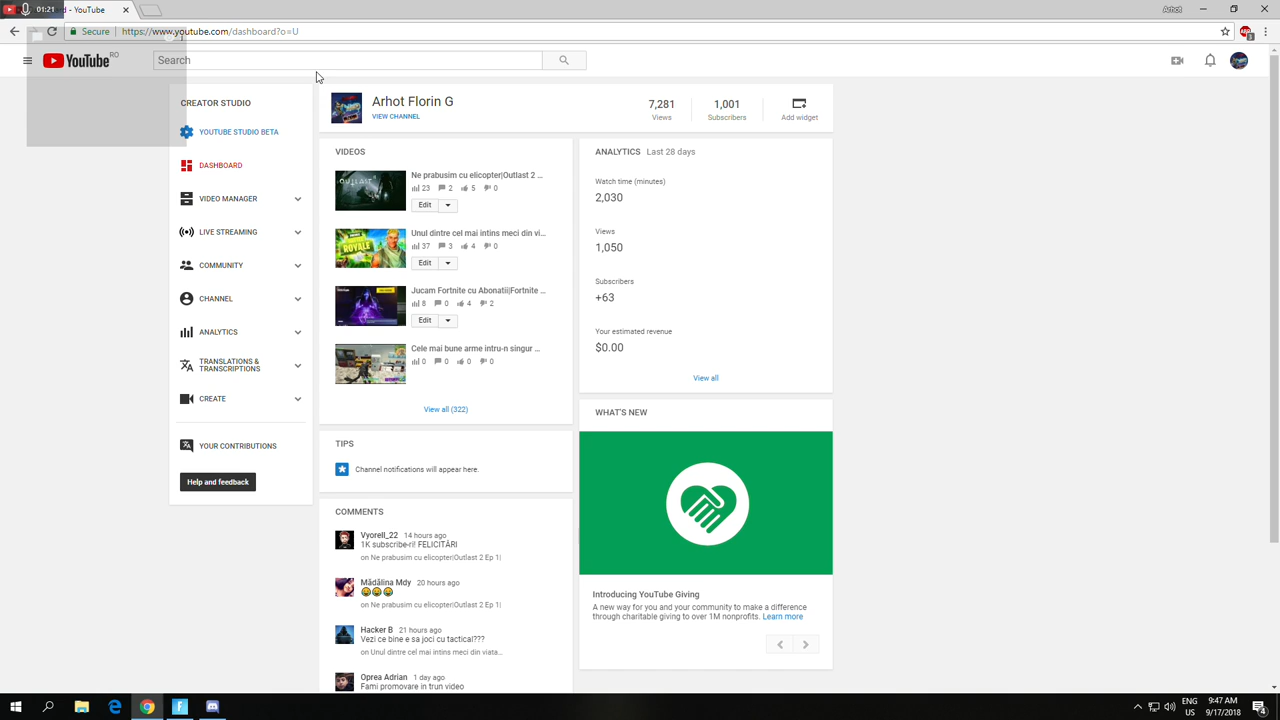 01:21
YouTube
Arhot
Secure
https://www.youtube.com/dashboard?o=U
YouTube RO
Search
CREATOR STUDIO
YOUTUBE STUDIO BETA
DASHBOARD
VIDEO MANAGER
LIVE STREAMING
COMMUNITY
CHANNEL
ANALYTICS
TRANSLATIONS &
TRANSCRIPTIONS
CREATE
YOUR CONTRIBUTIONS
Help and feedback
Arhot Florin G
VIEW CHANNEL
7,281
Views
1,001
Subscribers
Add widget
VIDEOS
OUTLAST
Ne prabusim cu elicopter|Outlast 2 ...
23 2 5 0
Edit
ROYALE
Unul dintre cel mai intins meci din vi...
37 3 4 0
Edit
Jucam Fortnite cu Abonatii|Fortnite ...
8 0 4 2
Edit
Cele mai bune arme intru-n singur ...
0 0 0 0
View all (322)
TIPS
Channel notifications will appear here.
COMMENTS
Vyorell_22 14 hours ago
1K subscribe-ri! FELICITĂRI
on Ne prabusim cu elicopter|Outlast 2 Ep 1|
Mădălina Mdy 20 hours ago
on Ne prabusim cu elicopter|Outlast 2 Ep 1|
Hacker B 21 hours ago
Vezi ce bine e sa joci cu tactical???
on Unul dintre cel mai intins meci din viata...
Oprea Adrian 1 day ago
Fami promovare in trun video
ANALYTICS Last 28 days
Watch time (minutes)
2,030
Views
1,050
Subscribers
+63
Your estimated revenue
$0.00
View all
WHAT'S NEW
Introducing YouTube Giving
A new way for you and your community to make a difference
through charitable giving to over 1M nonprofits. Learn more
ENG
US
9:47 AM
9/17/2018
4